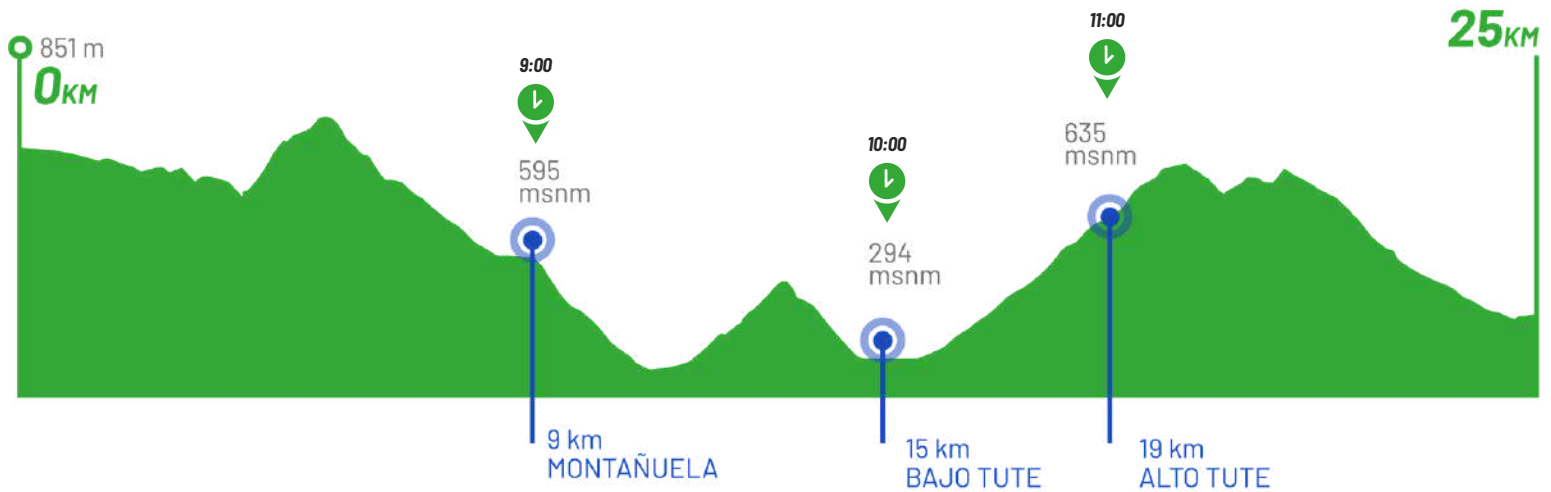 851 m
0KM
9:00
595
msnm
10:00
294
msnm
11:00
635
msnm
25KM
9 km
MONTAÑUELA
15 km
BAJO TUTE
19 km
ALTO TUTE